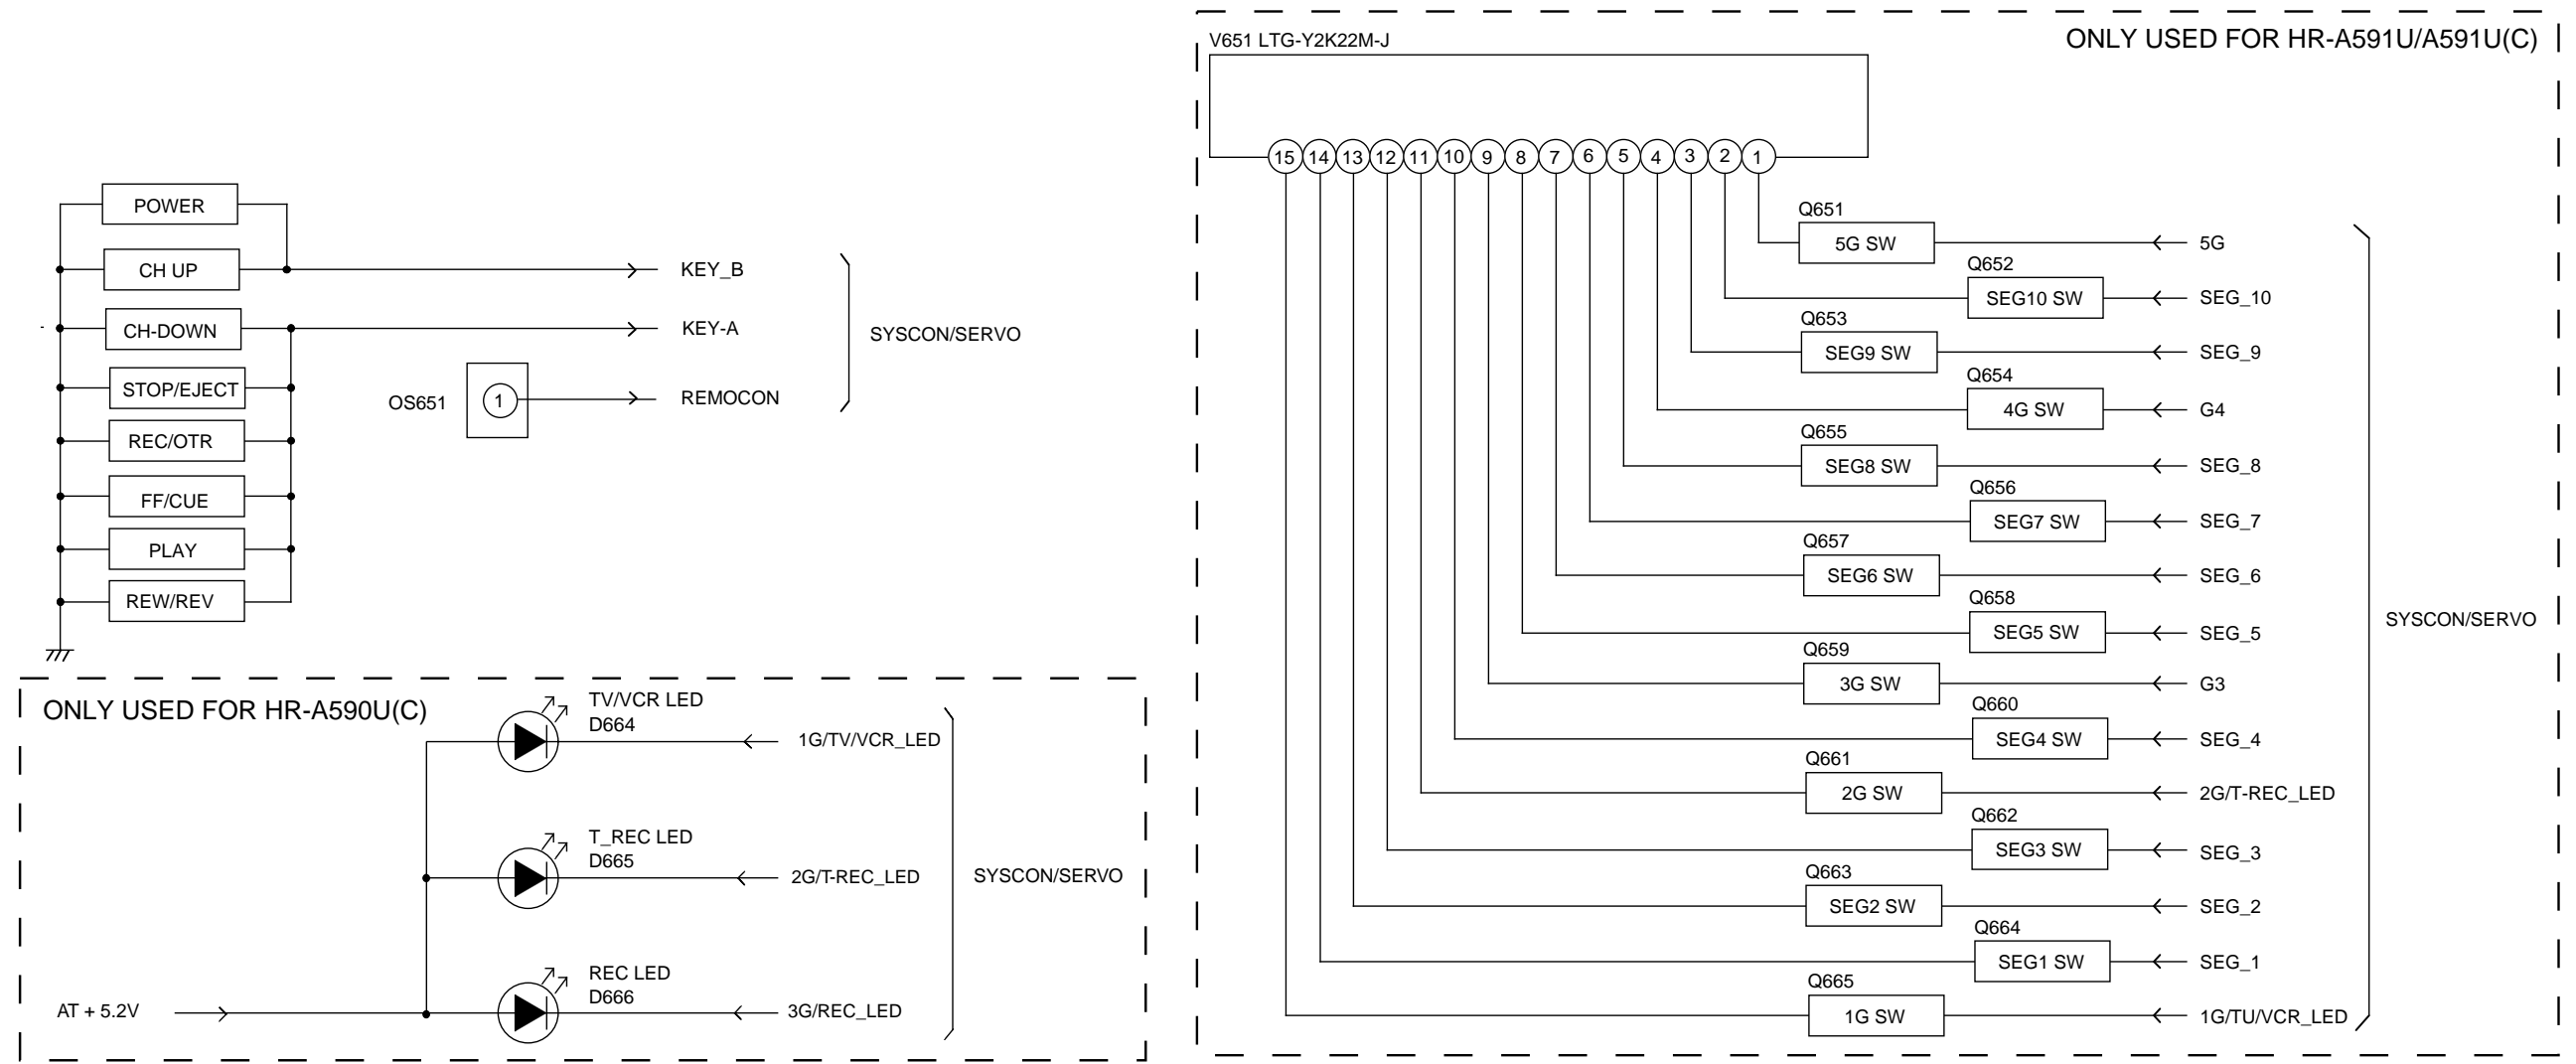 POWER
CH UP
KEY_B
CH-DOWN
KEY-A
SYSCON/SERVO
STOP/EJECT
OS651
1
REMOCON
REC/OTR
FF/CUE
PLAY
REW/REV
ONLY USED FOR HR-A590U(C)
TV/VCR LED
D664
1G/TV/VCR_LED
T_REC LED
D665
2G/T-REC_LED
SYSCON/SERVO
REC LED
D666
AT + 5.2V
3G/REC_LED
V651 LTG-Y2K22M-J
ONLY USED FOR HR-A591U/A591U(C)
15 14 13 12 11 10 9 8 7 6 5 4 3 2 1
Q651
5G SW
5G
Q652
SEG10 SW
SEG_10
Q653
SEG9 SW
SEG_9
Q654
4G SW
G4
Q655
SEG8 SW
SEG_8
Q656
SEG7 SW
SEG_7
Q657
SEG6 SW
SEG_6
Q658
SEG5 SW
SEG_5
SYSCON/SERVO
Q659
3G SW
G3
Q660
SEG4 SW
SEG_4
Q661
2G SW
2G/T-REC_LED
Q662
SEG3 SW
SEG_3
Q663
SEG2 SW
SEG_2
Q664
SEG1 SW
SEG_1
Q665
1G SW
1G/TU/VCR_LED